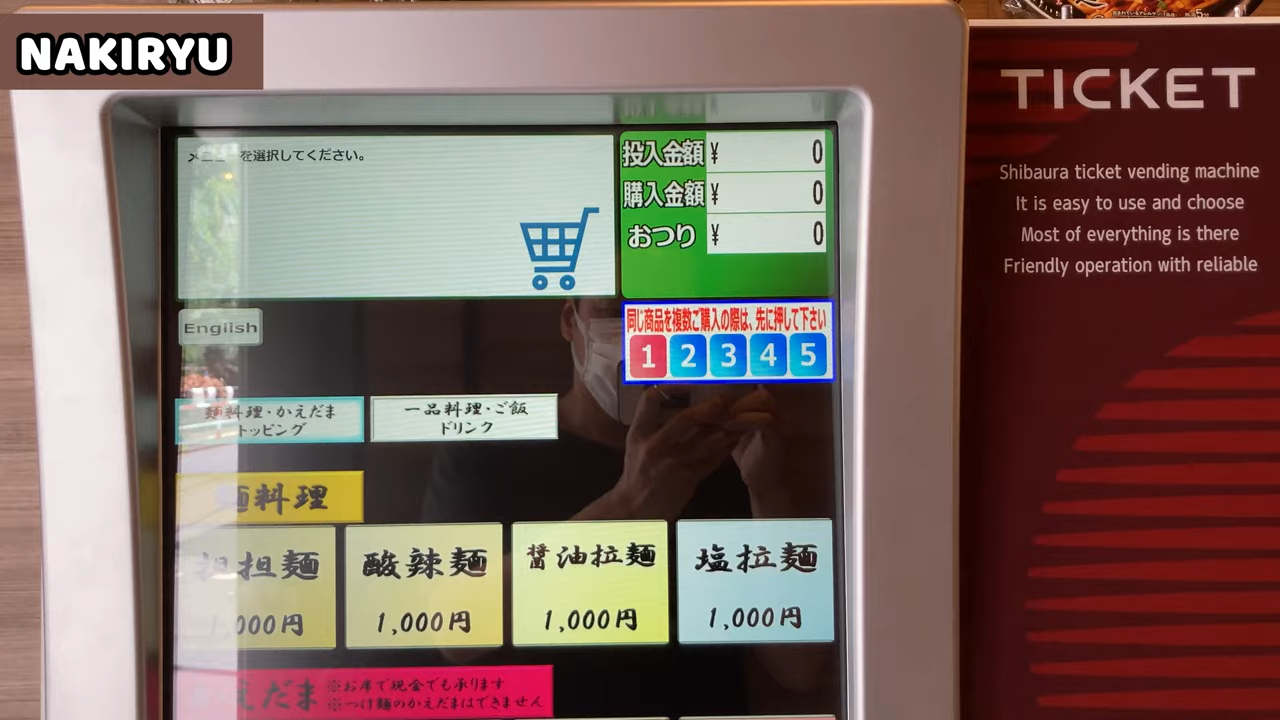 NAKIRYU
TICKET
Shibaura ticket vending machine
It is easy to use and choose
Most of everything is there
Friendly operation with reliable
メニューを選択してください。
投入金額 ¥ 0
購入金額 ¥ 0
おつり ¥ 0
English
同じ商品を複数ご購入の際は、先に押して下さい
1 2 3 4 5
麺料理・かえだま
トッピング
一品料理・ご飯
ドリンク
麺料理
担担麺
1,000円
酸辣麺
1,000円
醤油拉麺
1,000円
塩拉麺
1,000円
かえだま
※お席で現金でも承ります
※つけ麺のかえだまはできません